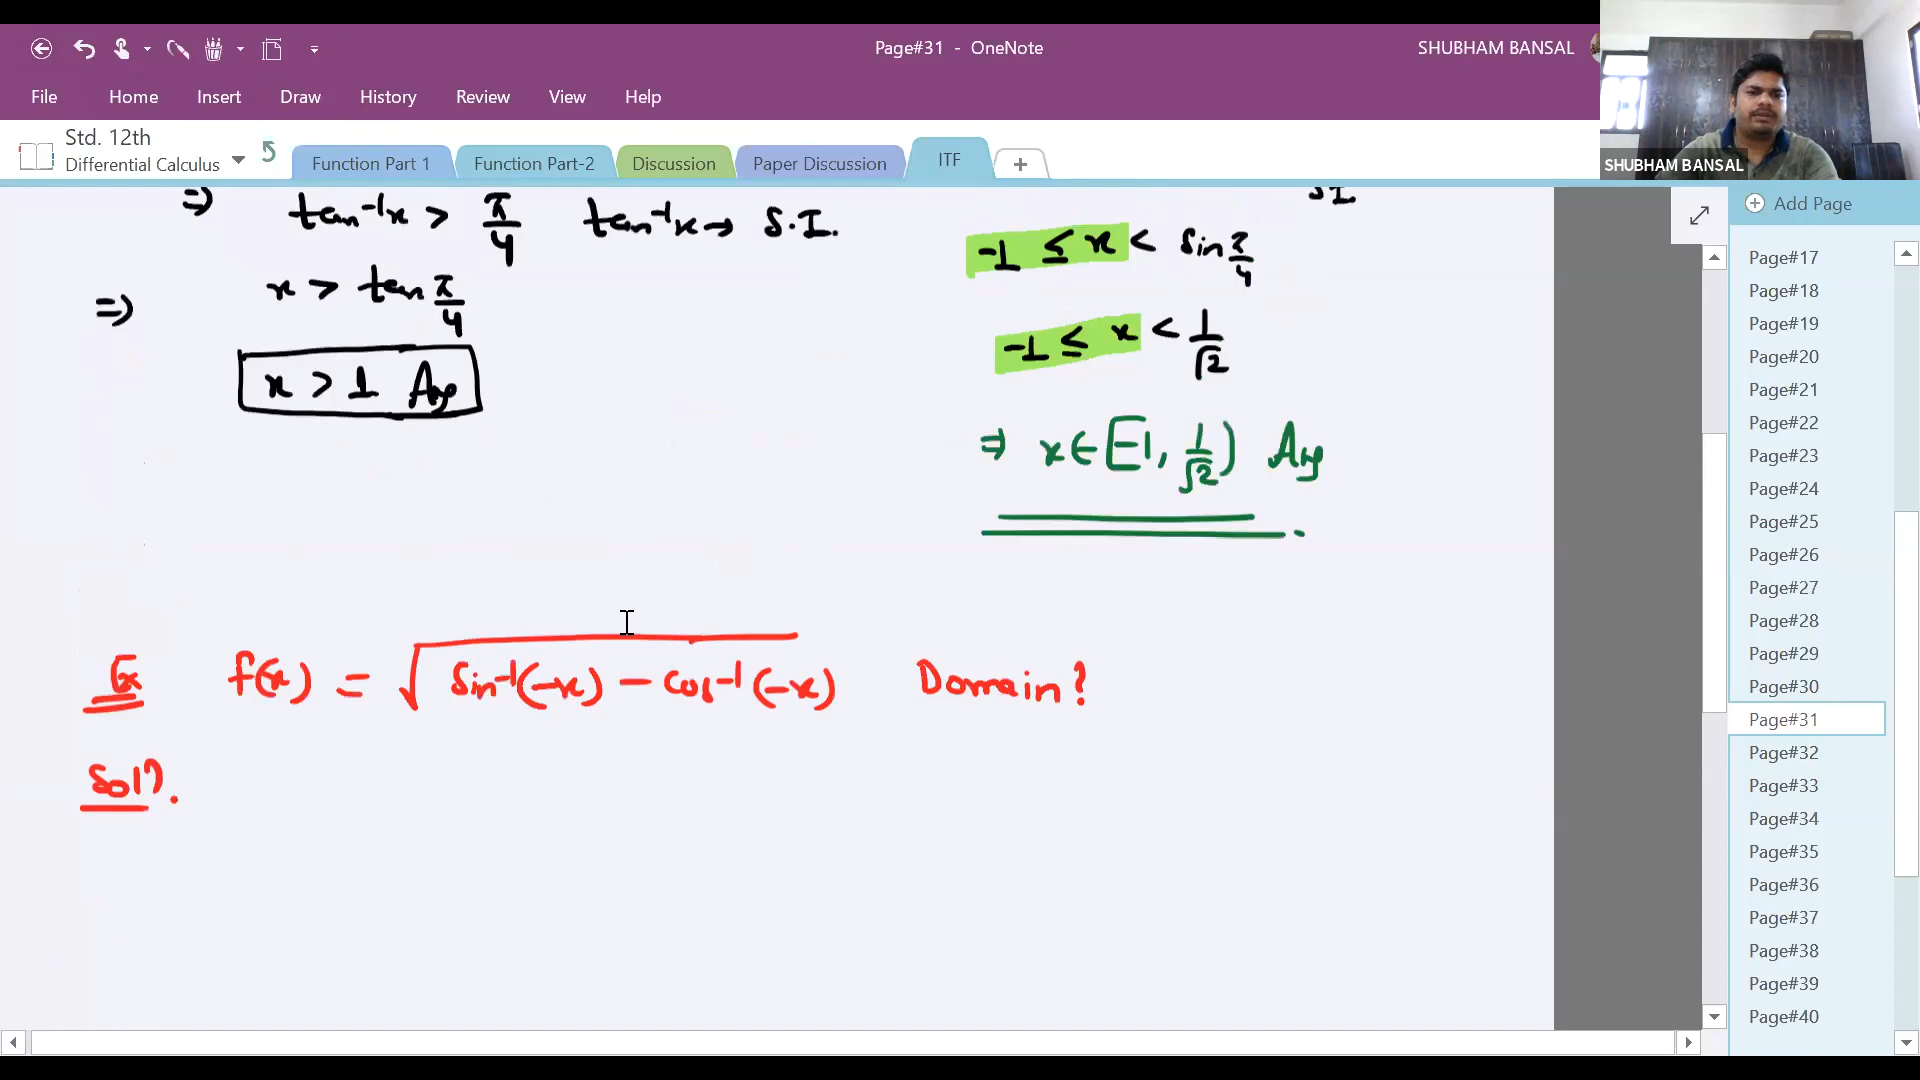 Page#31 - OneNote
SHUBHAM BANSAL
File Home Insert Draw History Review View Help
SHUBHAM BANSAL
Std. 12th
Differential Calculus
Function Part 1
Function Part-2
Discussion
Paper Discussion
ITF
+
⇒ tan⁻¹x > π/4 tan⁻¹x → S.I.
⇒ x > tan π/4
x > 1 Ans
S.I
-1 ≤ x < sin π/4
-1 ≤ x < 1/√2
⇒ x ∈ [-1, 1/√2) Ans
Ex f(x) = √(sin⁻¹(-x) - cos⁻¹(-x)) Domain?
Solⁿ.
Add Page
Page#17
Page#18
Page#19
Page#20
Page#21
Page#22
Page#23
Page#24
Page#25
Page#26
Page#27
Page#28
Page#29
Page#30
Page#31
Page#32
Page#33
Page#34
Page#35
Page#36
Page#37
Page#38
Page#39
Page#40